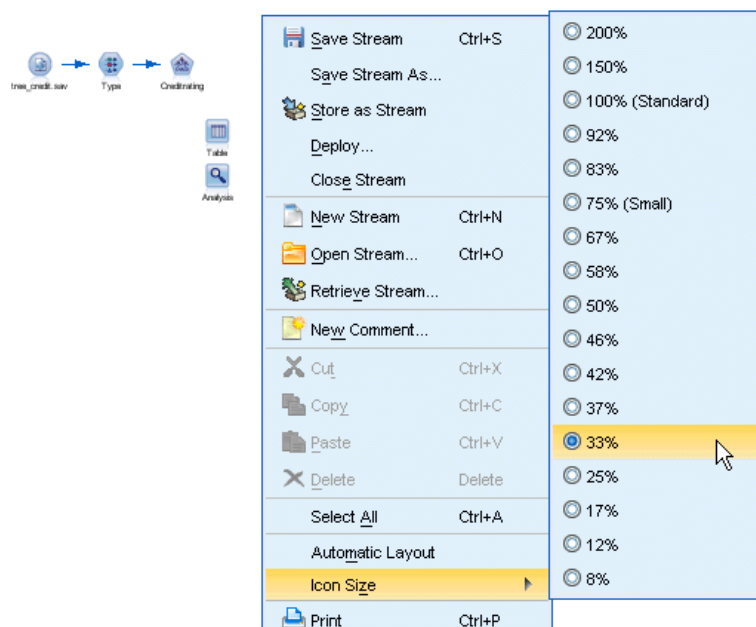 tree_credit.sav
Type
Creditrating
Table
Analysis
Save Stream Ctrl+S
Save Stream As...
Store as Stream
Deploy...
Close Stream
New Stream Ctrl+N
Open Stream... Ctrl+O
Retrieve Stream...
New Comment...
Cut Ctrl+X
Copy Ctrl+C
Paste Ctrl+V
Delete Delete
Select All Ctrl+A
Automatic Layout
Icon Size
Print Ctrl+P
200%
150%
100% (Standard)
92%
83%
75% (Small)
67%
58%
50%
46%
42%
37%
33%
25%
17%
12%
8%